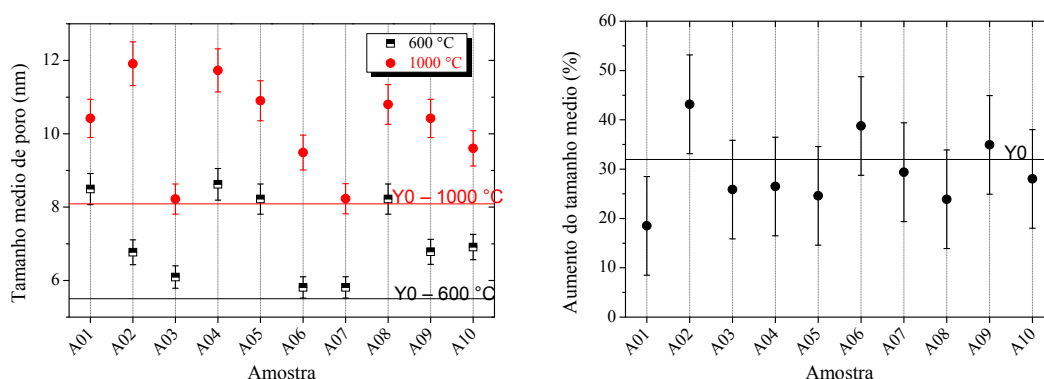 Tamanho medio de poro (nm)
12
10
8
6
600 °C
1000 °C
Y0 – 1000 °C
Y0 – 600 °C
A01
A02
A03
A04
A05
A06
A07
A08
A09
A10
Amostra
Aumento do tamanho medio (%)
60
50
40
30
20
10
0
Y0
A01
A02
A03
A04
A05
A06
A07
A08
A09
A10
Amostra